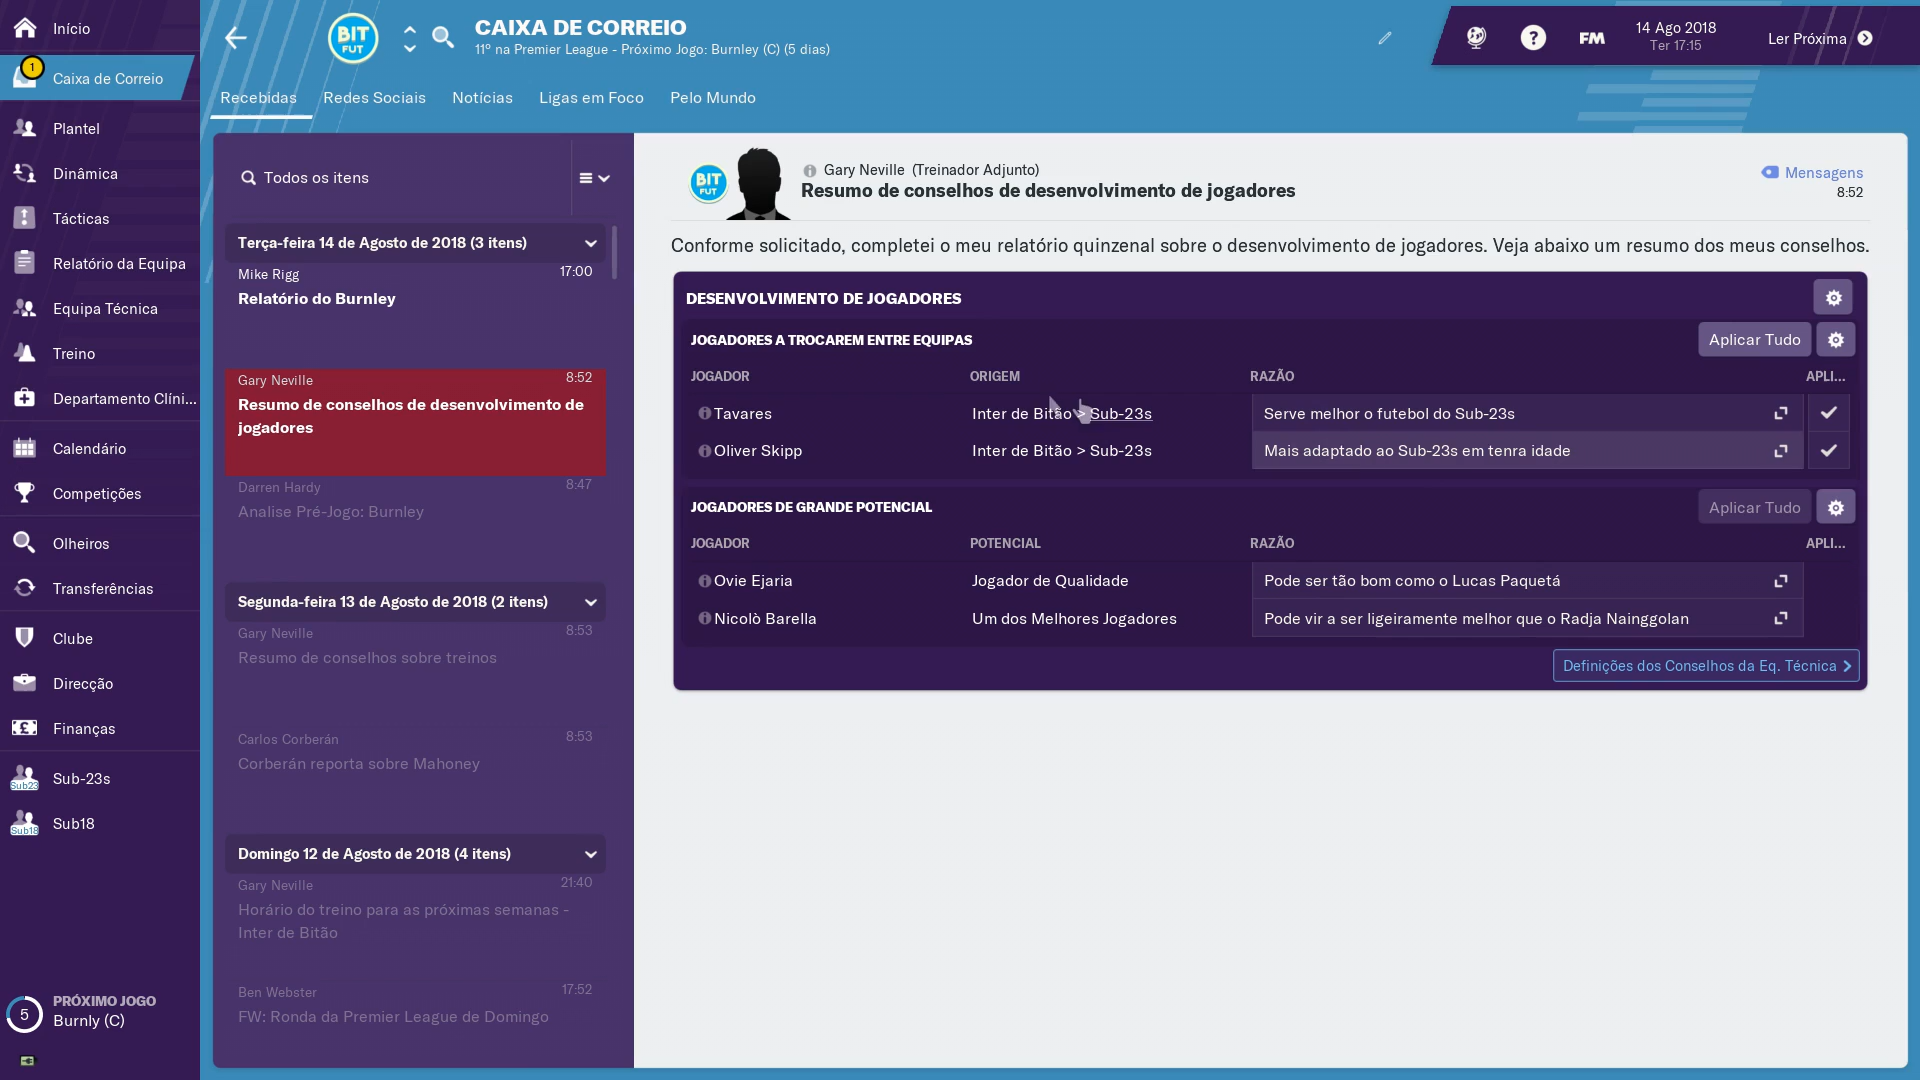 Início
1
Caixa de Correio
Plantel
Dinâmica
Tácticas
Relatório da Equipa
Equipa Técnica
Treino
Departamento Clíni...
Calendário
Competições
Olheiros
Transferências
Clube
Direcção
Finanças
Sub23
Sub-23s
Sub18
Sub18
PRÓXIMO JOGO
5
Burnly (C)
BIT
FUT
CAIXA DE CORREIO
11º na Premier League - Próximo Jogo: Burnley (C) (5 dias)
FM
14 Ago 2018
Ter 17:15
Ler Próxima
Recebidas Redes Sociais Notícias Ligas em Foco Pelo Mundo
Todos os itens
Terça-feira 14 de Agosto de 2018 (3 itens)
Mike Rigg 17:00
Relatório do Burnley
Gary Neville 8:52
Resumo de conselhos de desenvolvimento de
jogadores
Darren Hardy 8:47
Analise Pré-Jogo: Burnley
Segunda-feira 13 de Agosto de 2018 (2 itens)
Gary Neville 8:53
Resumo de conselhos sobre treinos
Carlos Corberán 8:53
Corberán reporta sobre Mahoney
Domingo 12 de Agosto de 2018 (4 itens)
Gary Neville 21:40
Horário do treino para as próximas semanas -
Inter de Bitão
Ben Webster 17:52
FW: Ronda da Premier League de Domingo
BIT
FUT
Gary Neville (Treinador Adjunto)
Resumo de conselhos de desenvolvimento de jogadores
Mensagens
8:52
Conforme solicitado, completei o meu relatório quinzenal sobre o desenvolvimento de jogadores. Veja abaixo um resumo dos meus conselhos.
DESENVOLVIMENTO DE JOGADORES
JOGADORES A TROCAREM ENTRE EQUIPAS Aplicar Tudo
JOGADOR ORIGEM RAZÃO APLI...
Tavares Inter de Bitão > Sub-23s Serve melhor o futebol do Sub-23s
Oliver Skipp Inter de Bitão > Sub-23s Mais adaptado ao Sub-23s em tenra idade
JOGADORES DE GRANDE POTENCIAL Aplicar Tudo
JOGADOR POTENCIAL RAZÃO APLI...
Ovie Ejaria Jogador de Qualidade Pode ser tão bom como o Lucas Paquetá
Nicolò Barella Um dos Melhores Jogadores Pode vir a ser ligeiramente melhor que o Radja Nainggolan
Definições dos Conselhos da Eq. Técnica